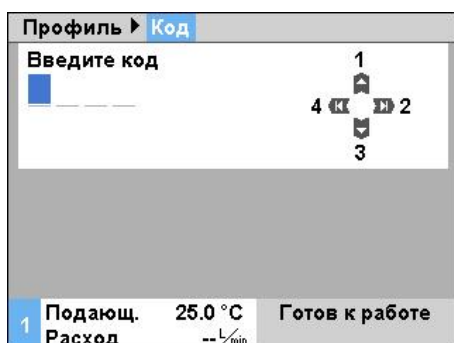 Профиль Код
Введите код
1
4 2
3
1 Подающ. 25.0 °C Готов к работе
Расход -- L/min